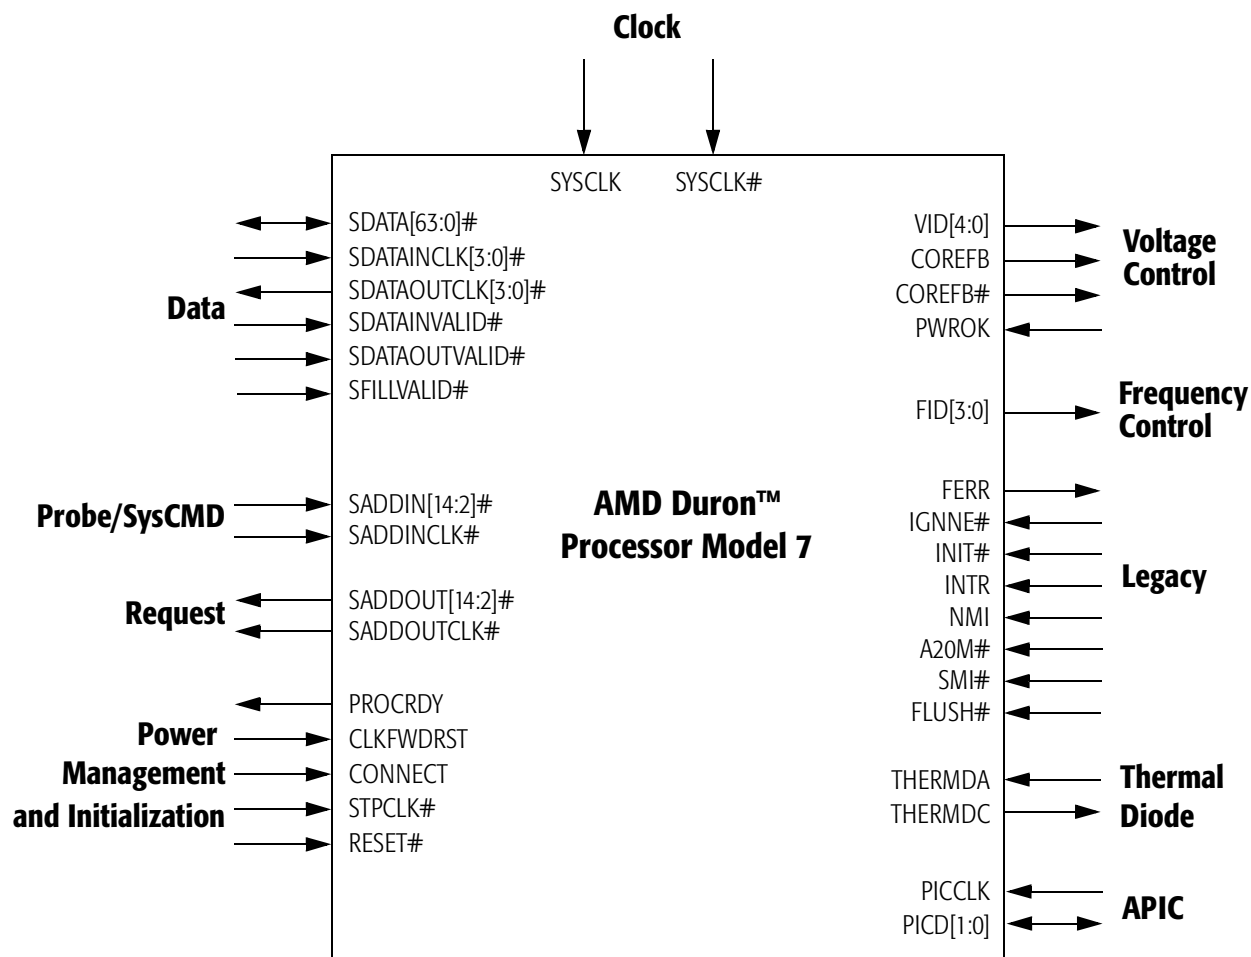 Clock
SYSCLK
SYSCLK#
Data
SDATA[63:0]#
SDATAINCLK[3:0]#
SDATAOUTCLK[3:0]#
SDATAINVALID#
SDATAOUTVALID#
SFILLVALID#
Probe/SysCMD
SADDIN[14:2]#
SADDINCLK#
Request
SADDOUT[14:2]#
SADDOUTCLK#
Power
Management
and Initialization
PROCRDY
CLKFWDRST
CONNECT
STPCLK#
RESET#
AMD Duron™
Processor Model 7
VID[4:0]
COREFB
COREFB#
PWROK
Voltage
Control
FID[3:0]
Frequency
Control
FERR
IGNNE#
INIT#
INTR
NMI
A20M#
SMI#
FLUSH#
Legacy
THERMDA
THERMDC
Thermal
Diode
PICCLK
PICD[1:0]
APIC